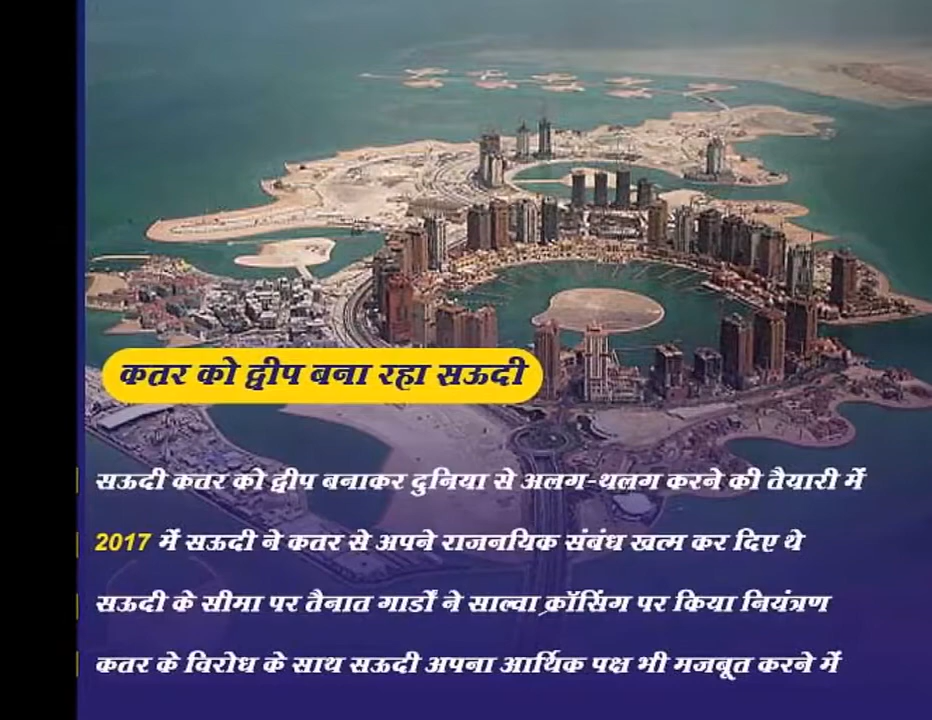 कतर को द्वीप बना रहा सऊदी
सऊदी कतर को द्वीप बनाकर दुनिया से अलग-थलग करने की तैयारी में
2017 में सऊदी ने कतर से अपने राजनयिक संबंध खत्म कर दिए थे
सऊदी के सीमा पर तैनात गार्डों ने साल्वा क्रॉसिंग पर किया नियंत्रण
कतर के विरोध के साथ सऊदी अपना आर्थिक पक्ष भी मजबूत करने में